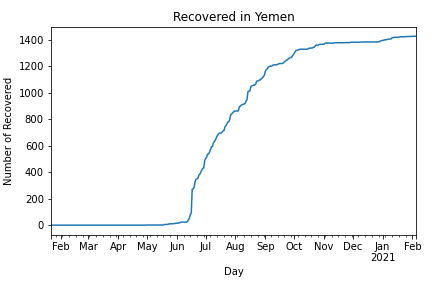 Recovered in Yemen
Number of Recovered
1400
1200
1000
800
600
400
200
0
Feb Mar Apr May Jun Jul Aug Sep Oct Nov Dec Jan Feb
2021
Day